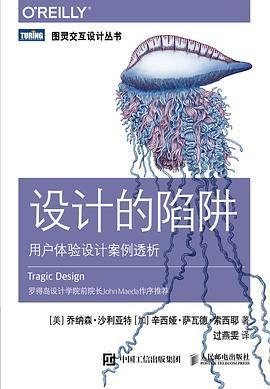 O'REILLY®
TURING 图灵交互设计丛书
设计的陷阱
用户体验设计案例透析
Tragic Design
罗得岛设计学院前院长John Maeda作序推荐
[美] 乔纳森·沙利亚特 [加] 辛西娅·萨瓦德·索西耶 著
过燕雯 译
中国工信出版集团 人民邮电出版社